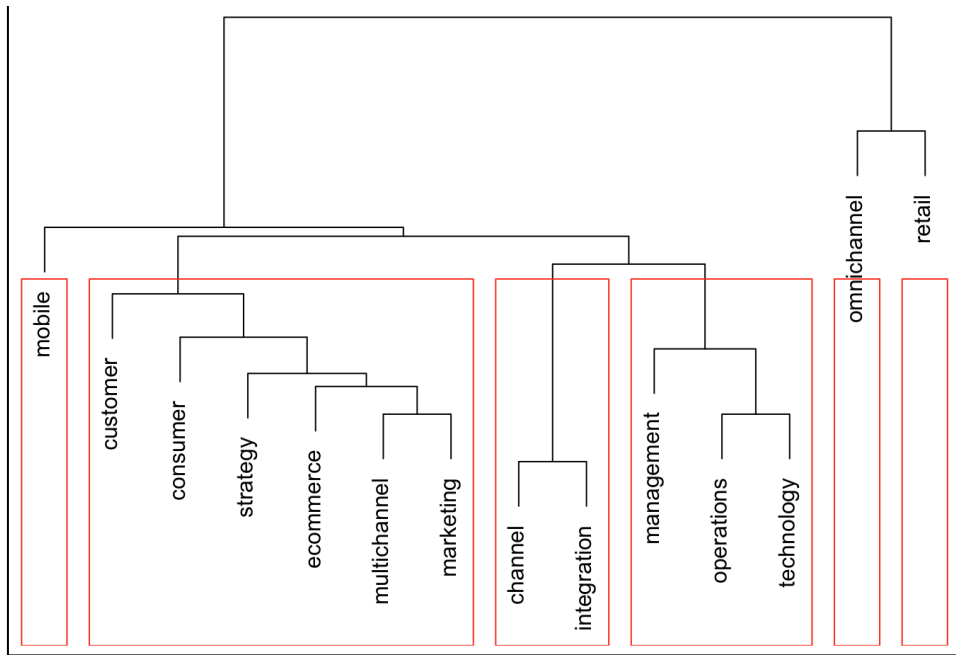 mobile
customer
consumer
strategy
ecommerce
multichannel
marketing
channel
integration
management
operations
technology
omnichannel
retail